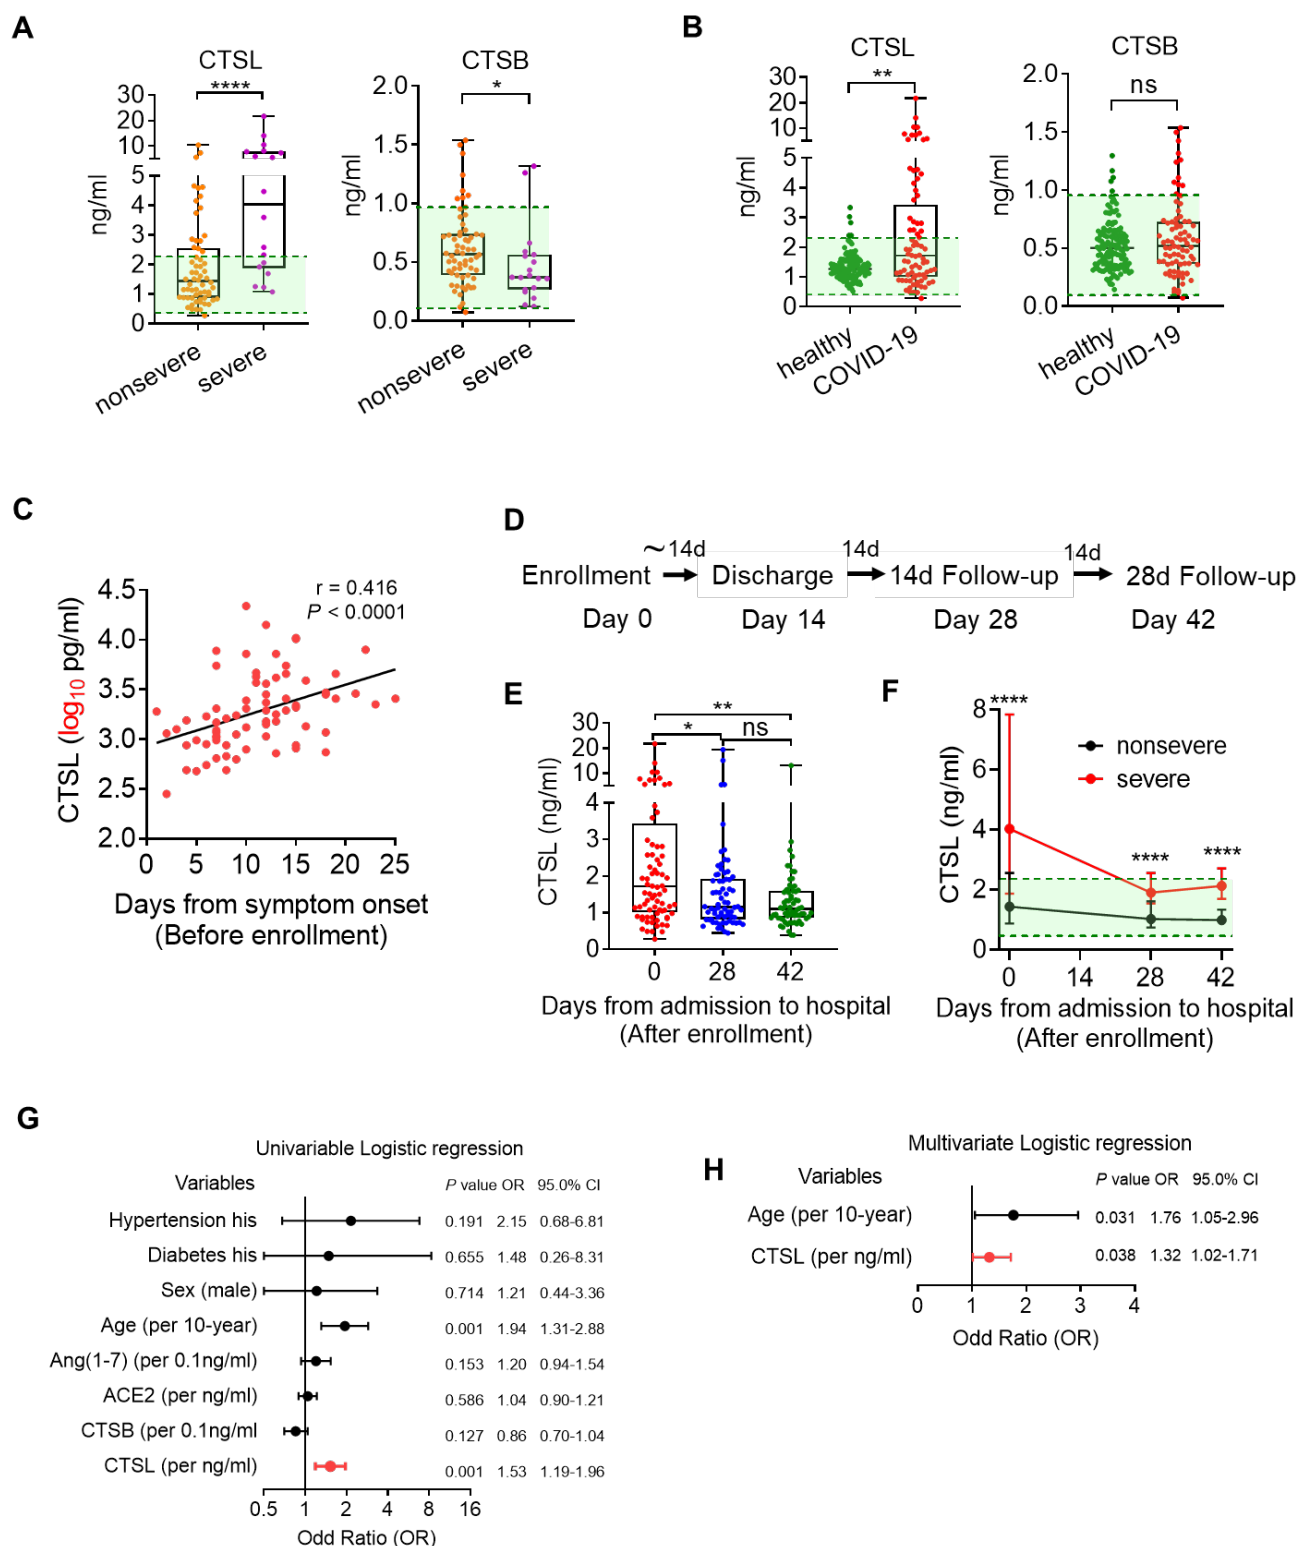 A
CTSL
****
ng/ml
30
20
10
5
4
3
2
1
0
nonsevere
severe
CTSB
*
ng/ml
2.0
1.5
1.0
0.5
0.0
nonsevere
severe
B
CTSL
**
ng/ml
30
20
10
5
4
3
2
1
0
healthy
COVID-19
CTSB
ns
ng/ml
2.0
1.5
1.0
0.5
0.0
healthy
COVID-19
C
r = 0.416
P < 0.0001
CTSL (log10 pg/ml)
4.5
4.0
3.5
3.0
2.5
2.0
0 5 10 15 20 25
Days from symptom onset
(Before enrollment)
D
~14d 14d 14d
Enrollment Discharge 14d Follow-up 28d Follow-up
Day 0 Day 14 Day 28 Day 42
E
**
* ns
CTSL (ng/ml)
30
20
10
4
3
2
1
0
0 28 42
Days from admission to hospital
(After enrollment)
F
****
nonsevere
severe
**** ****
CTSL (ng/ml)
8
6
4
2
0
0 14 28 42
Days from admission to hospital
(After enrollment)
G
Univariable Logistic regression
Variables P value OR 95.0% CI
Hypertension his 0.191 2.15 0.68-6.81
Diabetes his 0.655 1.48 0.26-8.31
Sex (male) 0.714 1.21 0.44-3.36
Age (per 10-year) 0.001 1.94 1.31-2.88
Ang(1-7) (per 0.1ng/ml) 0.153 1.20 0.94-1.54
ACE2 (per ng/ml) 0.586 1.04 0.90-1.21
CTSB (per 0.1ng/ml 0.127 0.86 0.70-1.04
CTSL (per ng/ml) 0.001 1.53 1.19-1.96
0.5 1 2 4 8 16
Odd Ratio (OR)
H
Multivariate Logistic regression
Variables P value OR 95.0% CI
Age (per 10-year) 0.031 1.76 1.05-2.96
CTSL (per ng/ml) 0.038 1.32 1.02-1.71
0 1 2 3 4
Odd Ratio (OR)